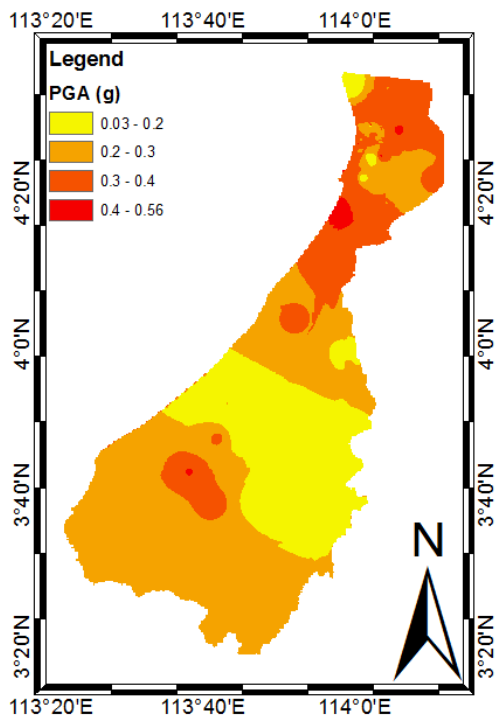 113°20'E 113°40'E 114°0'E
Legend
PGA (g)
0.03 - 0.2
0.2 - 0.3
0.3 - 0.4
0.4 - 0.56
4°20'N
4°20'N
4°0'N
4°0'N
3°40'N
3°40'N
3°20'N
3°20'N
N
113°20'E 113°40'E 114°0'E